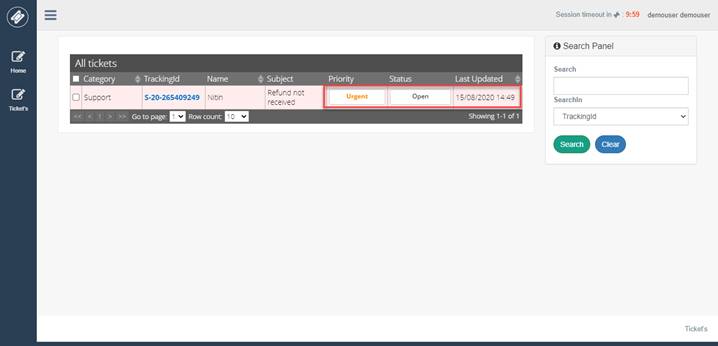 Session timeout in : 9:59 demouser demouser
Home
Ticket's
All tickets
Category TrackingId Name Subject Priority Status Last Updated
Support S-20-265409249 Nitin Refund not received Urgent Open 15/08/2020 14:49
<< < 1 > >> Go to page: 1 Row count: 10 Showing 1-1 of 1
Search Panel
Search
SearchIn
TrackingId
Search Clear
Ticket's